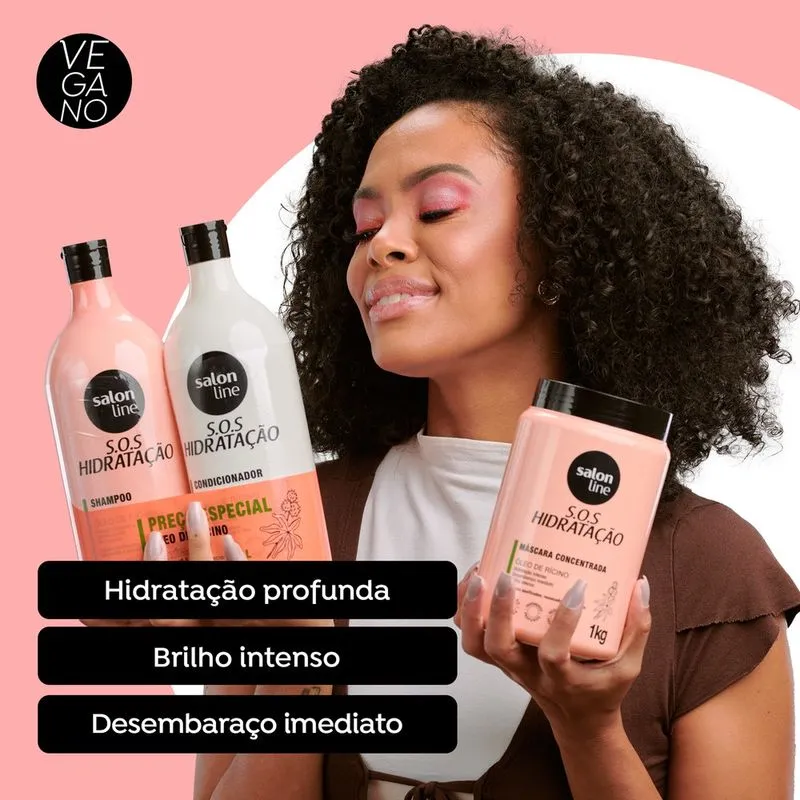 VE
GA
NO
salon
line
S.O.S
HIDRATAÇÃO
SHAMPOO
salon
line
S.O.S
HIDRATAÇÃO
CONDICIONADOR
ESPECIAL
salon
line
S.O.S
HIDRATAÇÃO
MÁSCARA CONCENTRADA
ÓLEO DE RÍCINO
1kg
Hidratação profunda
Brilho intenso
Desembaraço imediato